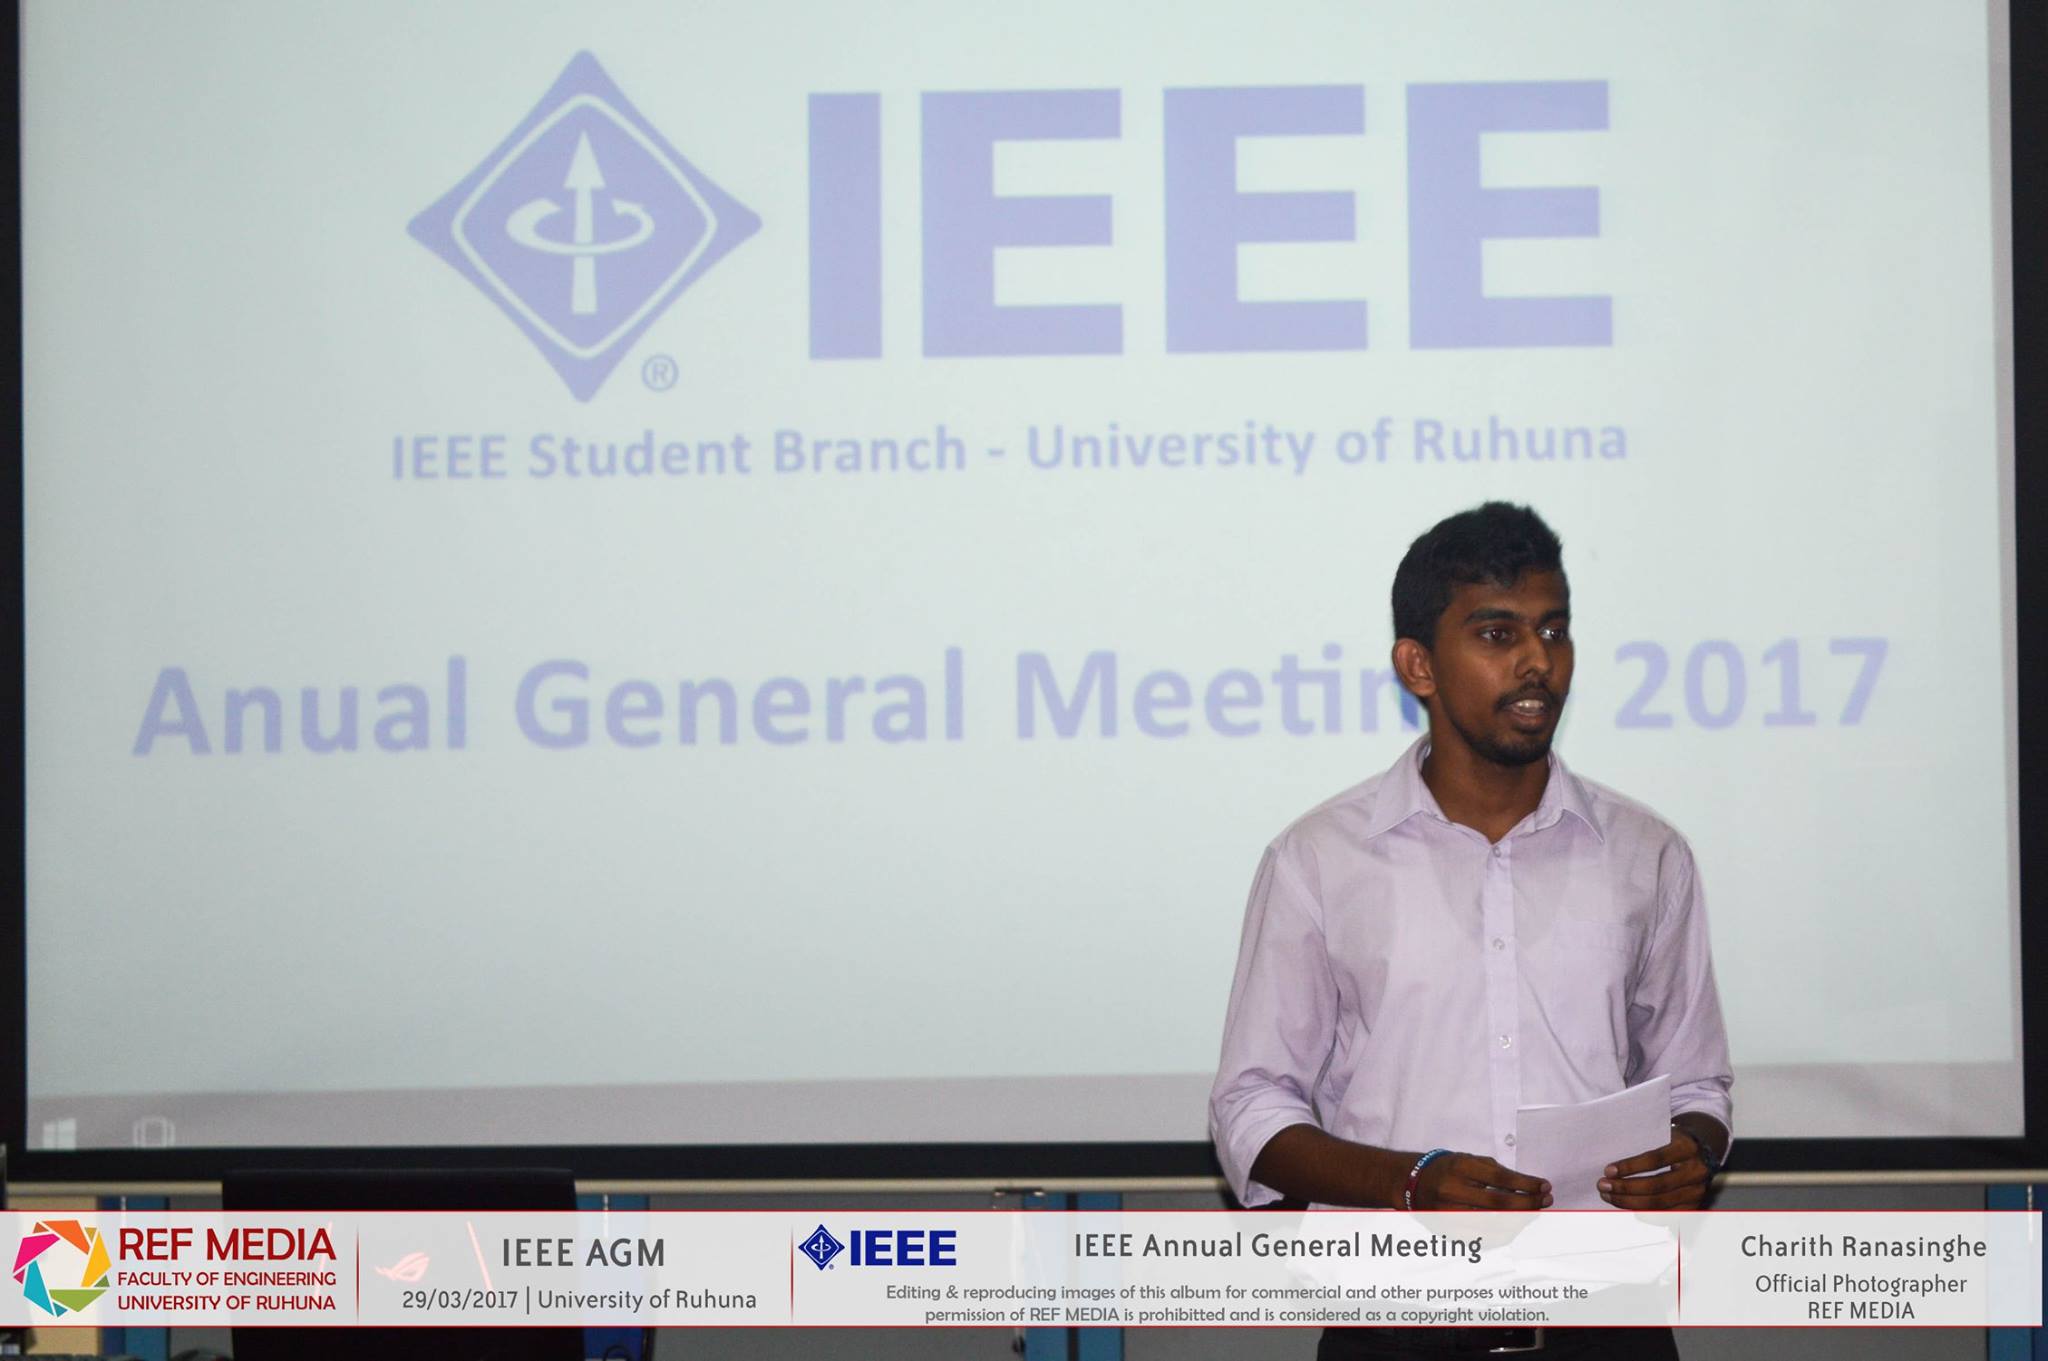 IEEE
®
IEEE Student Branch - University of Ruhuna
Anual General Meetin 2017
REF MEDIA
FACULTY OF ENGINEERING
UNIVERSITY OF RUHUNA
IEEE AGM
29/03/2017 | University of Ruhuna
IEEE
IEEE Annual General Meeting
Editing & reproducing images of this album for commercial and other purposes without the
permission of REF MEDIA is prohibitted and is considered as a copyright violation.
Charith Ranasinghe
Official Photographer
REF MEDIA